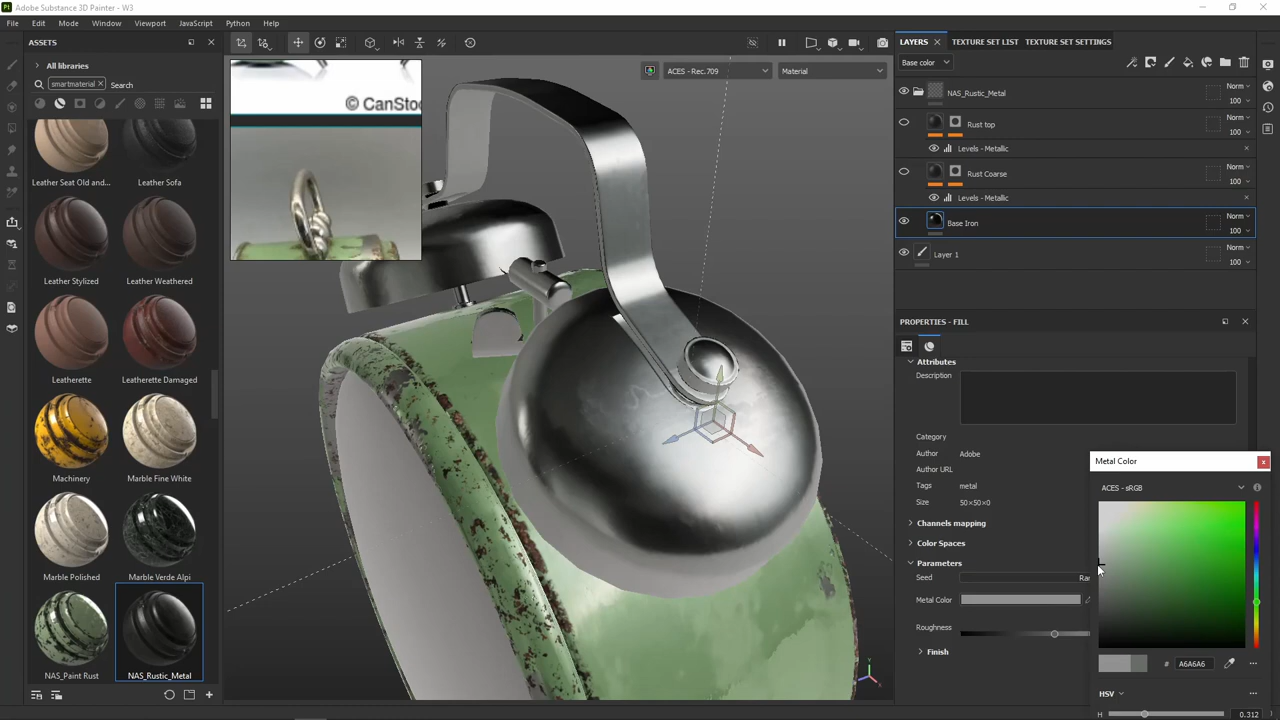 Adobe Substance 3D Painter - W3
File Edit Mode Window Viewport JavaScript Python Help
ASSETS
All libraries
smartmaterial × Search
Leather Seat Old and... Leather Sofa
Leather Stylized Leather Weathered
Leatherette Leatherette Damaged
Machinery Marble Fine White
Marble Polished Marble Verde Alpi
NAS_Paint Rust NAS_Rustic_Metal
© CanStoc
ACES - Rec.709 Material
LAYERS × TEXTURE SET LIST TEXTURE SET SETTINGS
Base color
NAS_Rustic_Metal Norm 100
Rust top Norm 100
Levels - Metallic
Rust Coarse Norm 100
Levels - Metallic
Base Iron Norm 100
Layer 1 Norm 100
PROPERTIES - FILL
Attributes
Description
Category
Author Adobe
Author URL
Tags metal
Size 50×50×0
Channels mapping
Color Spaces
Parameters
Seed Ran
Metal Color
Roughness
Finish
Metal Color
ACES - sRGB
# A6A6A6
HSV
H 0.312